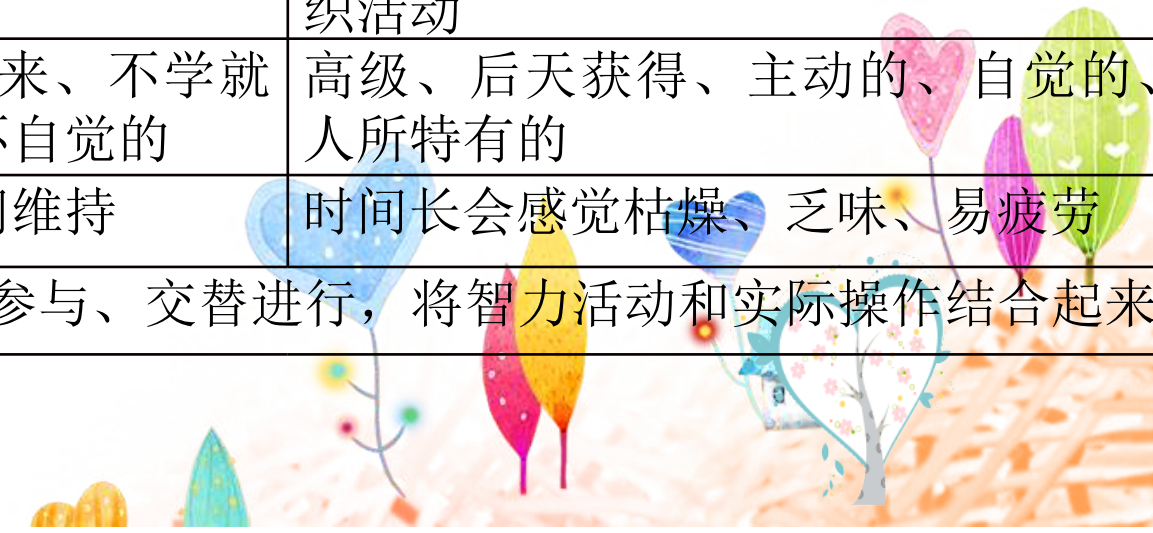 织活动
来、不学就
高级、后天获得、主动的、自觉的、
不自觉的
人所特有的
维持
时间长会感觉枯燥、乏味、易疲劳
参与、交替进行，将智力活动和实际操作结合起来